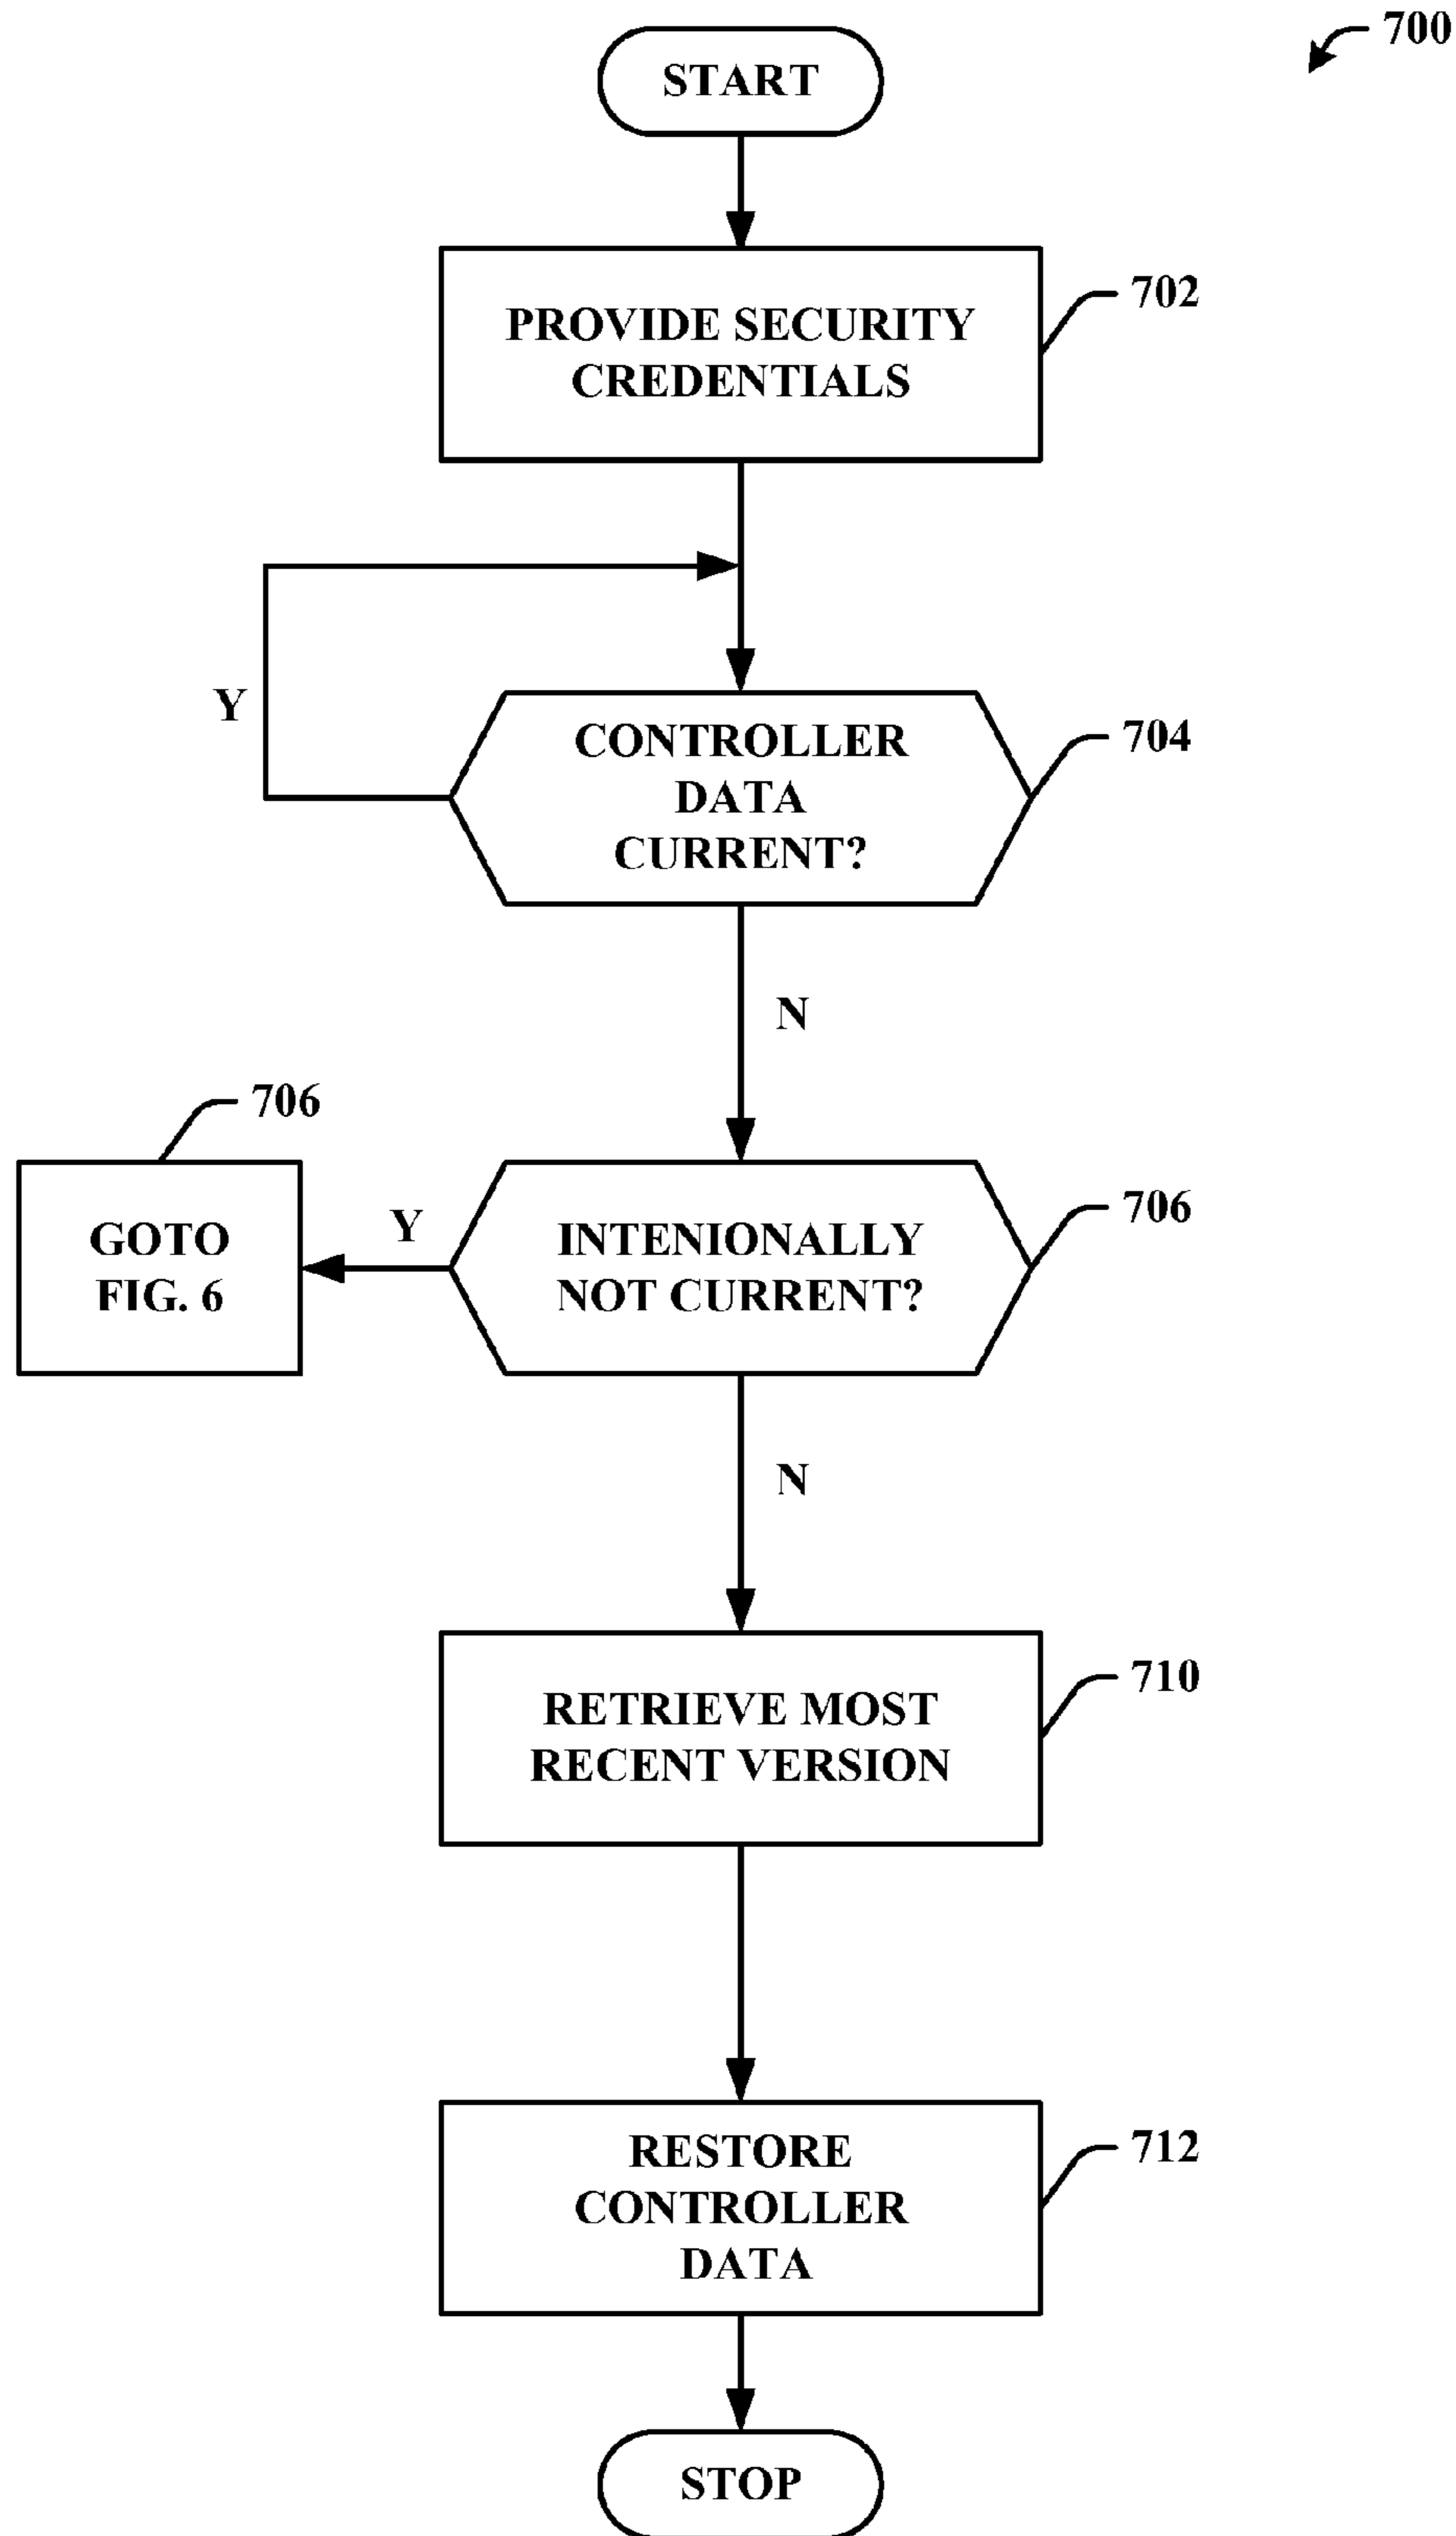 700
START
702
PROVIDE SECURITY
CREDENTIALS
Y
704
CONTROLLER
DATA
CURRENT?
N
706
706
GOTO
FIG. 6
Y
INTENIONALLY
NOT CURRENT?
N
710
RETRIEVE MOST
RECENT VERSION
712
RESTORE
CONTROLLER
DATA
STOP